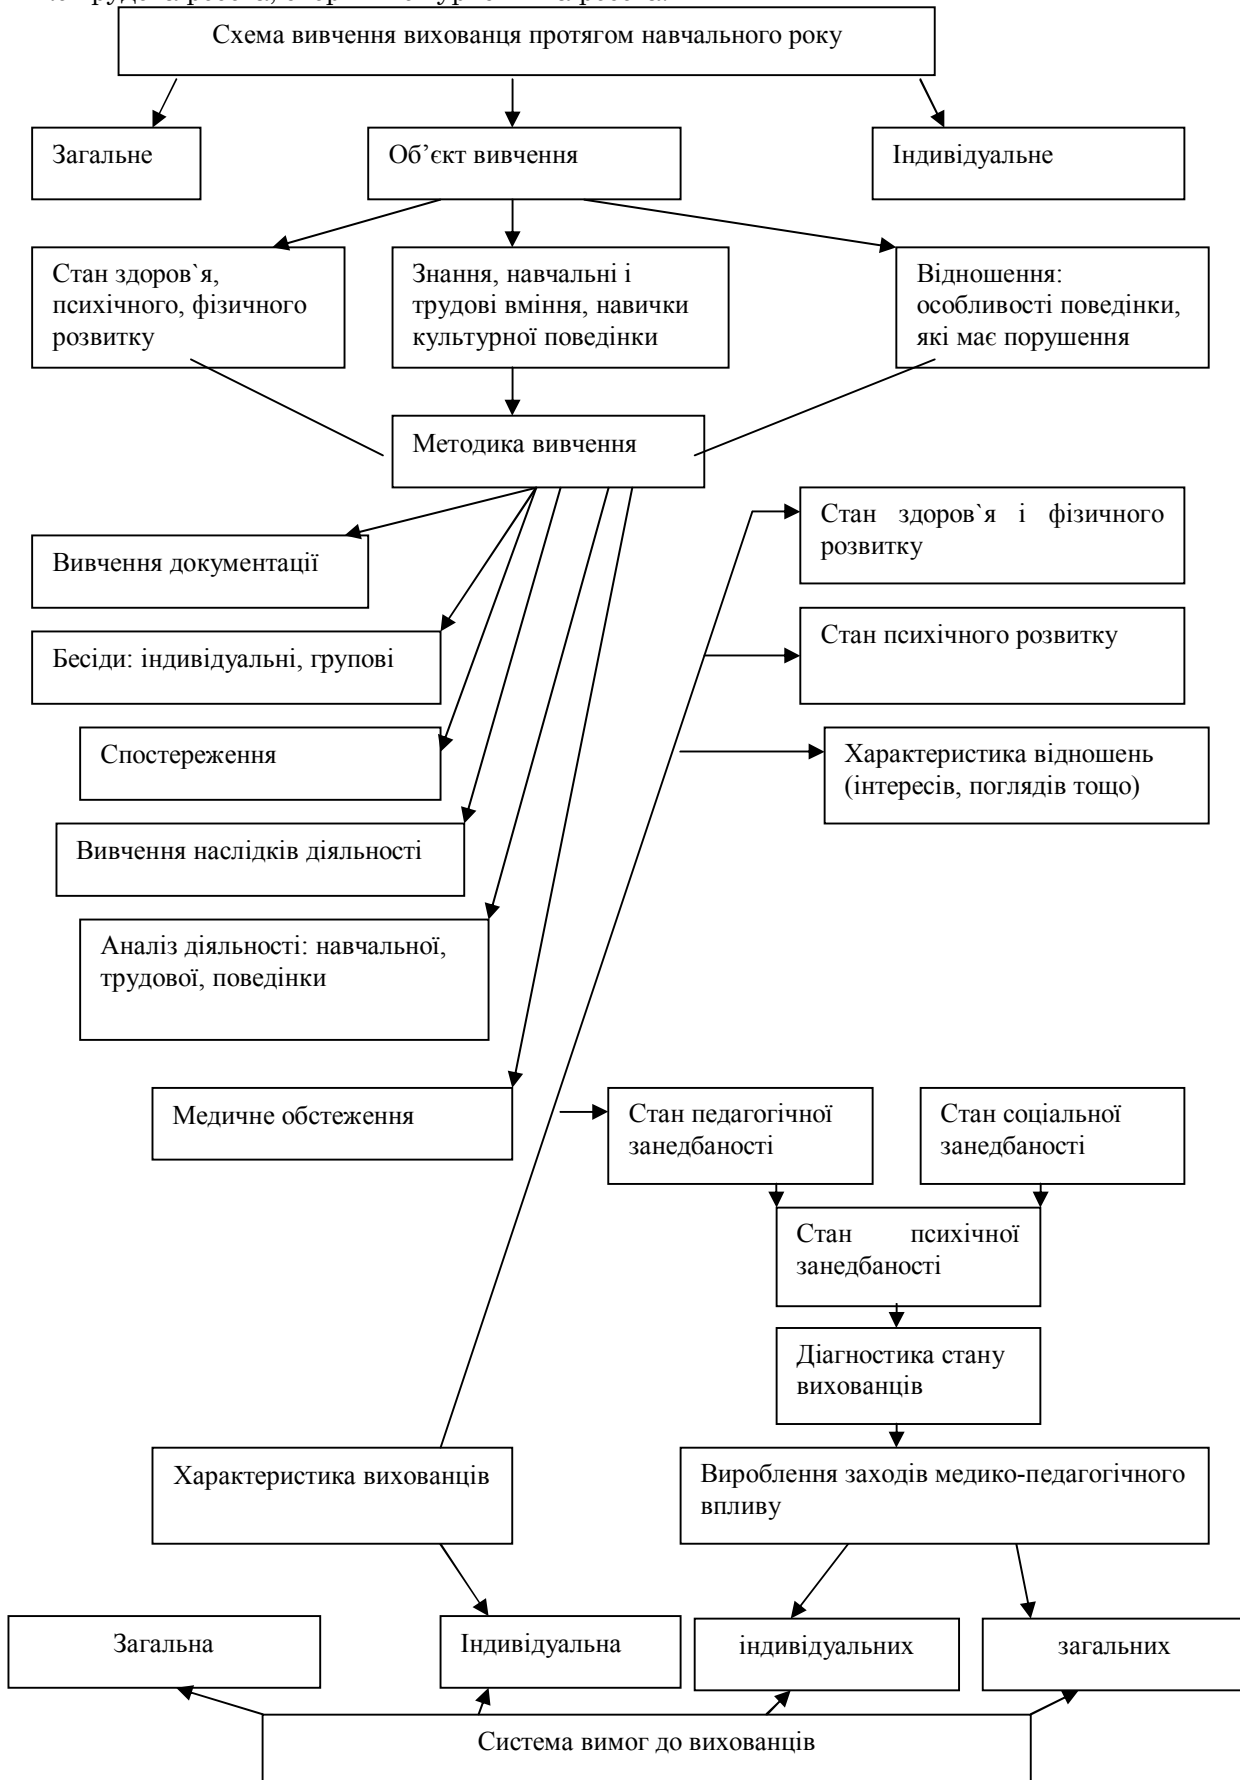 Схема вивчення вихованця протягом навчального року
Загальне
Об’єкт вивчення
Індивідуальне
Стан здоров`я,
психічного, фізичного
розвитку
Знання, навчальні і
трудові вміння, навички
культурної поведінки
Відношення:
особливості поведінки,
які має порушення
Методика вивчення
Стан здоров`я і фізичного
розвитку
Вивчення документації
Стан психічного розвитку
Бесіди: індивідуальні, групові
Характеристика відношень
(інтересів, поглядів тощо)
Спостереження
Вивчення наслідків діяльності
Аналіз діяльності: навчальної,
трудової, поведінки
Медичне обстеження
Стан педагогічної
занедбаності
Стан соціальної
занедбаності
Стан психічної
занедбаності
Діагностика стану
вихованців
Характеристика вихованців
Вироблення заходів медико-педагогічного
впливу
Загальна
Індивідуальна
індивідуальних
загальних
Система вимог до вихованців